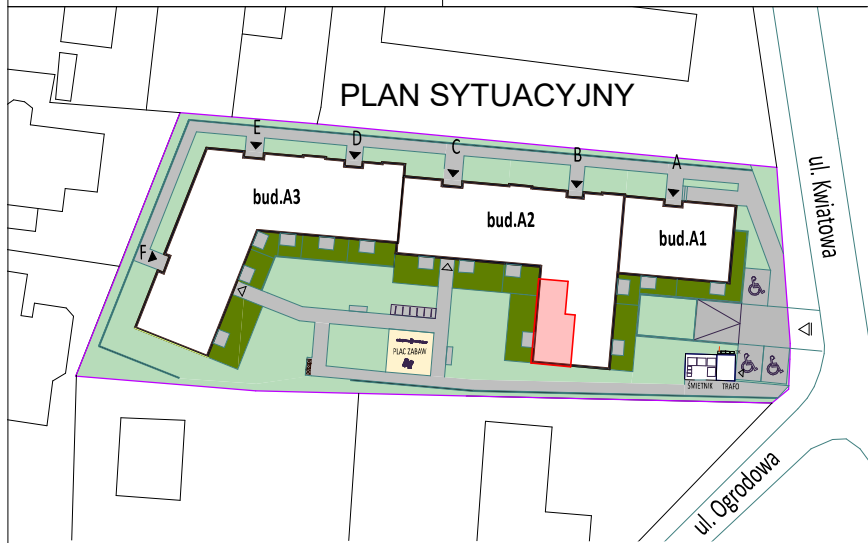 PLAN SYTUACYJNY
E
D
C
B
A
ul. Kwiatowa
bud.A3
bud.A2
bud.A1
F
PLAC ZABAW
ŚMIETNIK
TRAFO
ul. Ogrodowa